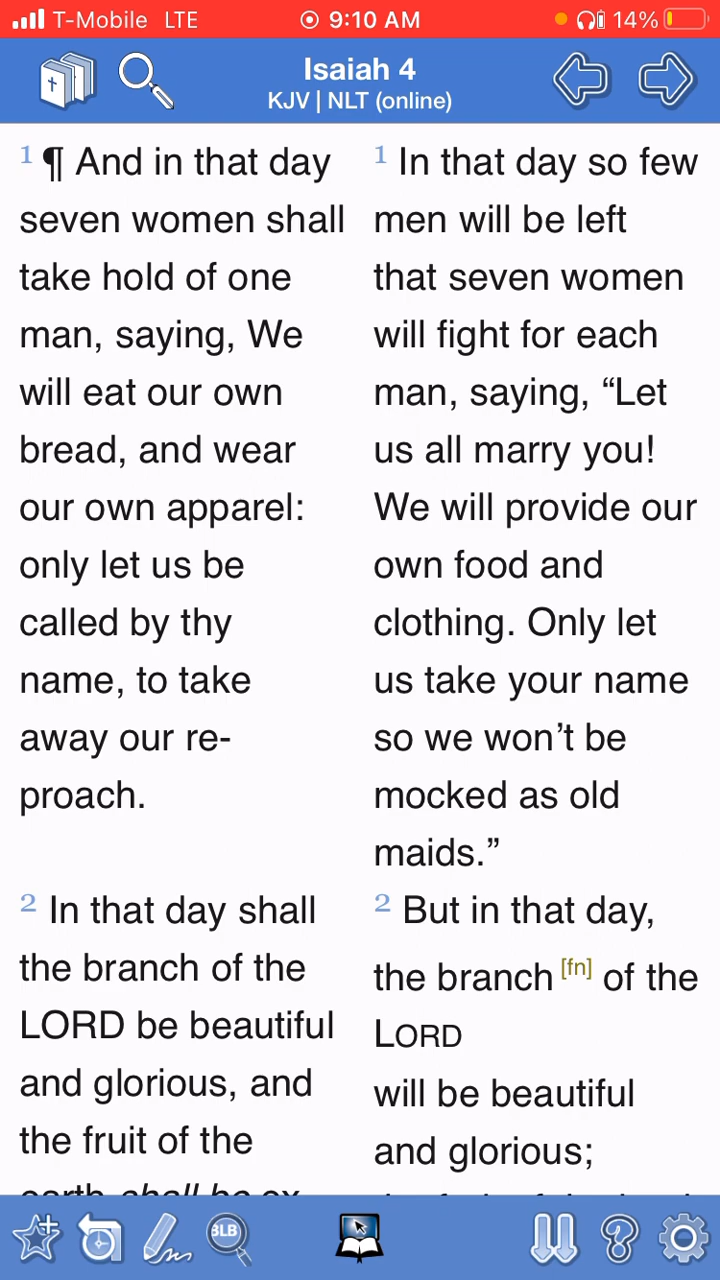 T-Mobile LTE 9:10 AM 14%
Isaiah 4
KJV | NLT (online)
1 ¶ And in that day
seven women shall
take hold of one
man, saying, We
will eat our own
bread, and wear
our own apparel:
only let us be
called by thy
name, to take
away our re-
proach.
2 In that day shall
the branch of the
LORD be beautiful
and glorious, and
the fruit of the
earth shall be ex-
1 In that day so few
men will be left
that seven women
will fight for each
man, saying, “Let
us all marry you!
We will provide our
own food and
clothing. Only let
us take your name
so we won’t be
mocked as old
maids.”
2 But in that day,
the branch [fn] of the
LORD
will be beautiful
and glorious;
BLB